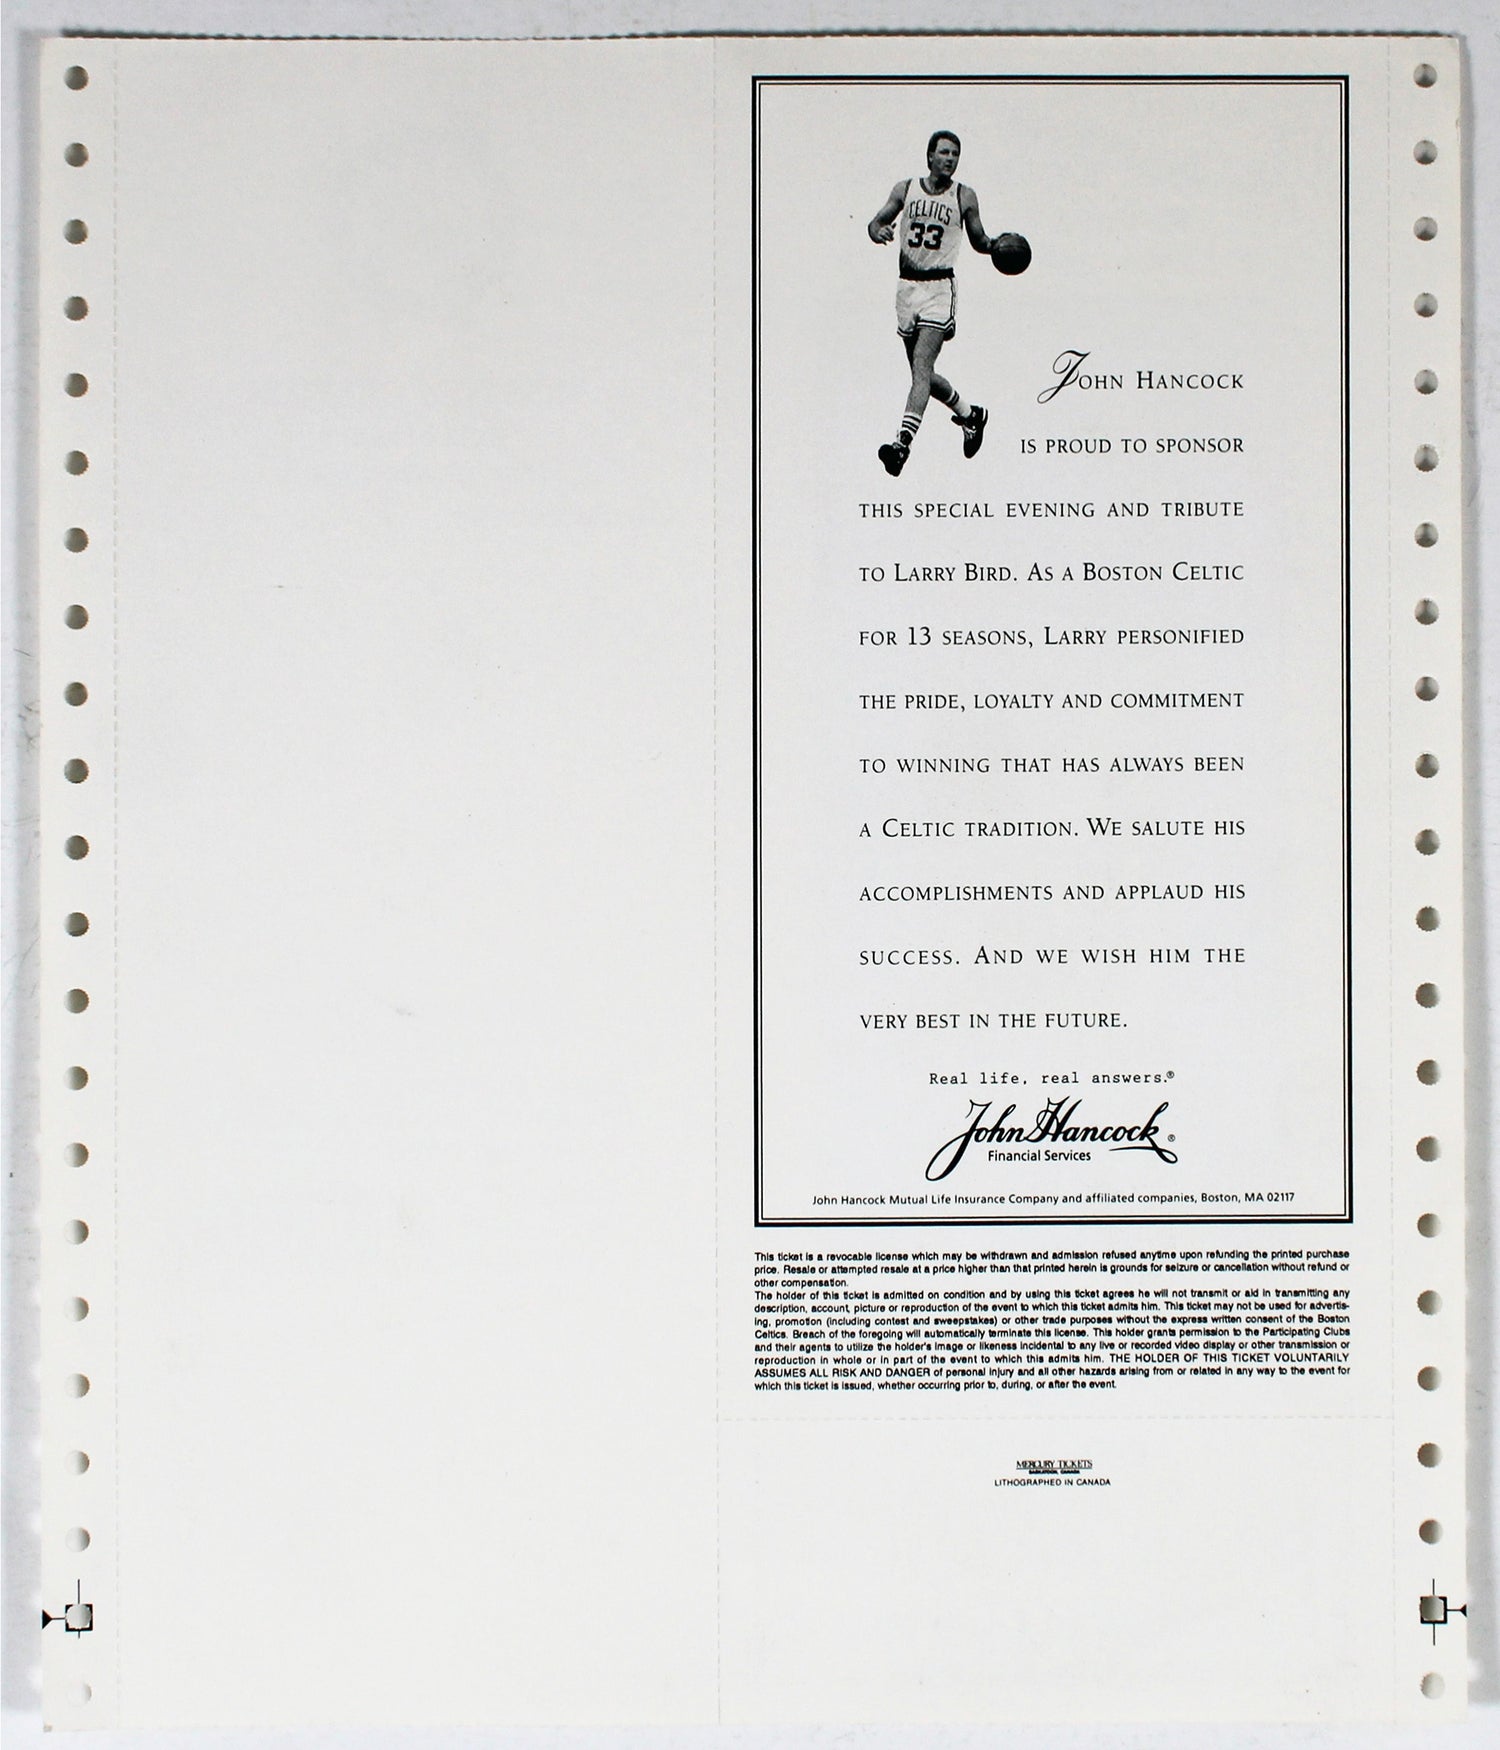 CELTICS
33
JOHN HANCOCK
IS PROUD TO SPONSOR
THIS SPECIAL EVENING AND TRIBUTE
TO LARRY BIRD. AS A BOSTON CELTIC
FOR 13 SEASONS, LARRY PERSONIFIED
THE PRIDE, LOYALTY AND COMMITMENT
TO WINNING THAT HAS ALWAYS BEEN
A CELTIC TRADITION. WE SALUTE HIS
ACCOMPLISHMENTS AND APPLAUD HIS
SUCCESS. AND WE WISH HIM THE
VERY BEST IN THE FUTURE.
Real life, real answers.®
John Hancock ®
Financial Services
John Hancock Mutual Life Insurance Company and affiliated companies, Boston, MA 02117
This ticket is a revocable license which may be withdrawn and admission refused anytime upon refunding the printed purchase
price. Resale or attempted resale at a price higher than that printed herein is grounds for seizure or cancellation without refund or
other compensation.
The holder of this ticket is admitted on condition and by using this ticket agrees he will not transmit or aid in transmitting any
description, account, picture or reproduction of the event to which this ticket admits him. This ticket may not be used for advertis-
ing, promotion (including contest and sweepstakes) or other trade purposes without the express written consent of the Boston
Celtics. Breach of the foregoing will automatically terminate this license. This holder grants permission to the Participating Clubs
and their agents to utilize the holder's image or likeness incidental to any live or recorded video display or other transmission or
reproduction in whole or in part of the event to which this admits him. THE HOLDER OF THIS TICKET VOLUNTARILY
ASSUMES ALL RISK AND DANGER of personal injury and all other hazards arising from or related in any way to the event for
which this ticket is issued, whether occurring prior to, during, or after the event.
MERCURY TICKETS
SASKATOON, CANADA
LITHOGRAPHED IN CANADA